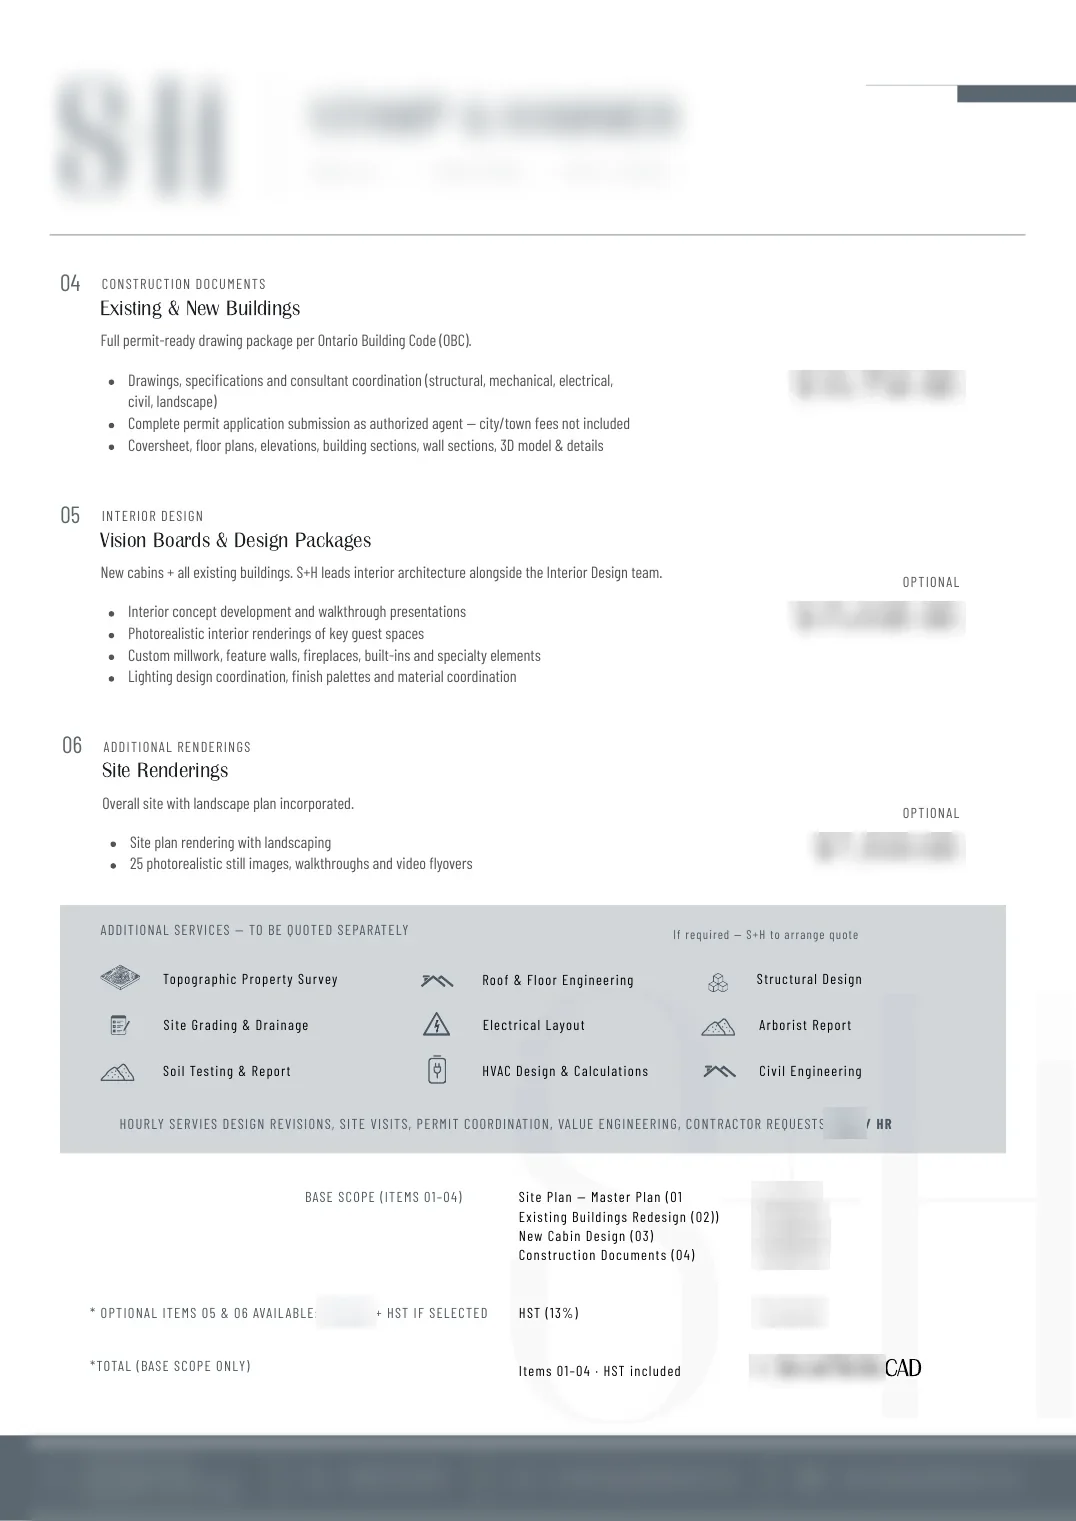 04 CONSTRUCTION DOCUMENTS
Existing & New Buildings
Full permit-ready drawing package per Ontario Building Code (OBC).
• Drawings, specifications and consultant coordination (structural, mechanical, electrical,
civil, landscape)
• Complete permit application submission as authorized agent — city/town fees not included
• Coversheet, floor plans, elevations, building sections, wall sections, 3D model & details
05 INTERIOR DESIGN
Vision Boards & Design Packages
New cabins + all existing buildings. S+H leads interior architecture alongside the Interior Design team.
OPTIONAL
• Interior concept development and walkthrough presentations
• Photorealistic interior renderings of key guest spaces
• Custom millwork, feature walls, fireplaces, built-ins and specialty elements
• Lighting design coordination, finish palettes and material coordination
06 ADDITIONAL RENDERINGS
Site Renderings
Overall site with landscape plan incorporated.
OPTIONAL
• Site plan rendering with landscaping
• 25 photorealistic still images, walkthroughs and video flyovers
ADDITIONAL SERVICES — TO BE QUOTED SEPARATELY If required — S+H to arrange quote
Topographic Property Survey Roof & Floor Engineering Structural Design
Site Grading & Drainage Electrical Layout Arborist Report
Soil Testing & Report HVAC Design & Calculations Civil Engineering
HOURLY SERVIES DESIGN REVISIONS, SITE VISITS, PERMIT COORDINATION, VALUE ENGINEERING, CONTRACTOR REQUESTS / HR
BASE SCOPE (ITEMS 01-04) Site Plan — Master Plan (01
Existing Buildings Redesign (02))
New Cabin Design (03)
Construction Documents (04)
* OPTIONAL ITEMS 05 & 06 AVAILABLE: + HST IF SELECTED HST (13%)
*TOTAL (BASE SCOPE ONLY) Items 01-04 · HST included CAD